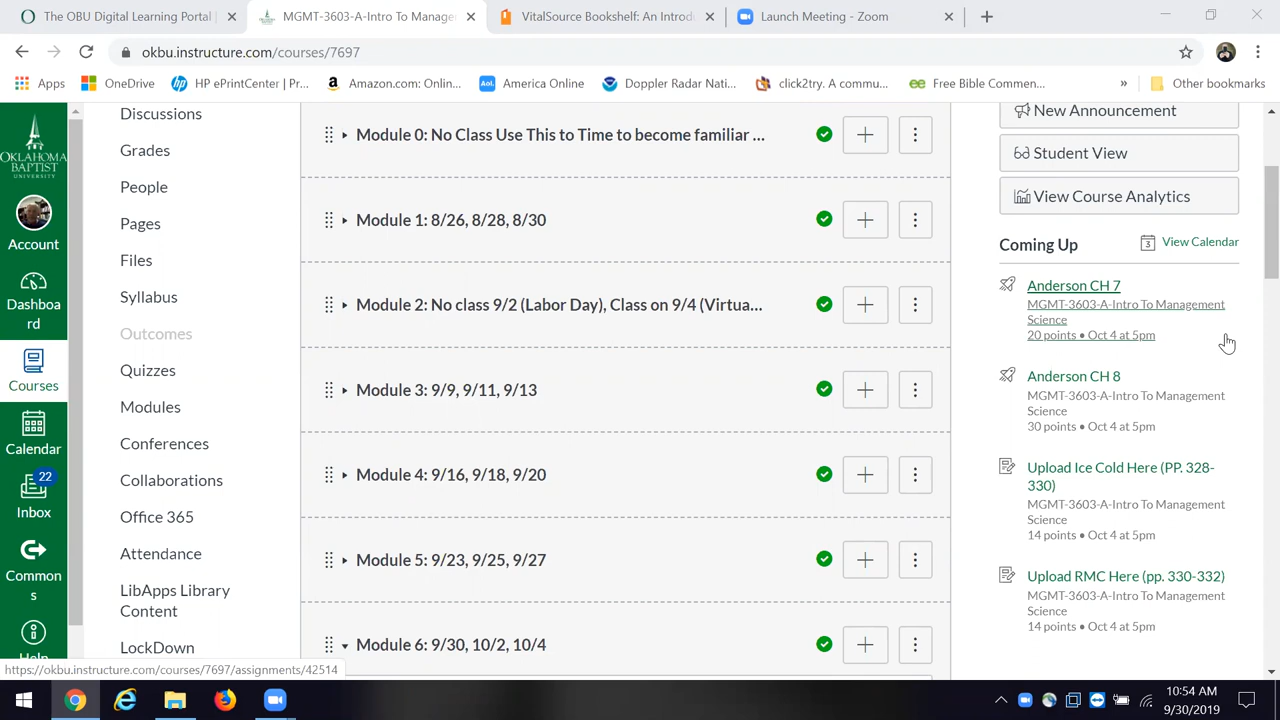 The OBU Digital Learning Portal
MGMT-3603-A-Intro To Manageme
VitalSource Bookshelf: An Introdu
Launch Meeting - Zoom
okbu.instructure.com/courses/7697
Apps
OneDrive
HP ePrintCenter | Pr...
Amazon.com: Onlin...
Aol.
America Online
Doppler Radar Nati...
click2try. A commu...
ee
Free Bible Commen...
»
Other bookmarks
OKLAHOMA
BAPTIST
UNIVERSITY
Account
Dashboa
rd
Courses
Calendar
22
Inbox
Common
s
Help
Discussions
Grades
People
Pages
Files
Syllabus
Outcomes
Quizzes
Modules
Conferences
Collaborations
Office 365
Attendance
LibApps Library
Content
LockDown
Module 0: No Class Use This to Time to become familiar ...
Module 1: 8/26, 8/28, 8/30
Module 2: No class 9/2 (Labor Day), Class on 9/4 (Virtua...
Module 3: 9/9, 9/11, 9/13
Module 4: 9/16, 9/18, 9/20
Module 5: 9/23, 9/25, 9/27
Module 6: 9/30, 10/2, 10/4
New Announcement
Student View
View Course Analytics
Coming Up
3
View Calendar
Anderson CH 7
MGMT-3603-A-Intro To Management
Science
20 points • Oct 4 at 5pm
Anderson CH 8
MGMT-3603-A-Intro To Management
Science
30 points • Oct 4 at 5pm
Upload Ice Cold Here (PP. 328-
330)
MGMT-3603-A-Intro To Management
Science
14 points • Oct 4 at 5pm
Upload RMC Here (pp. 330-332)
MGMT-3603-A-Intro To Management
Science
14 points • Oct 4 at 5pm
https://okbu.instructure.com/courses/7697/assignments/42514
10:54 AM
9/30/2019